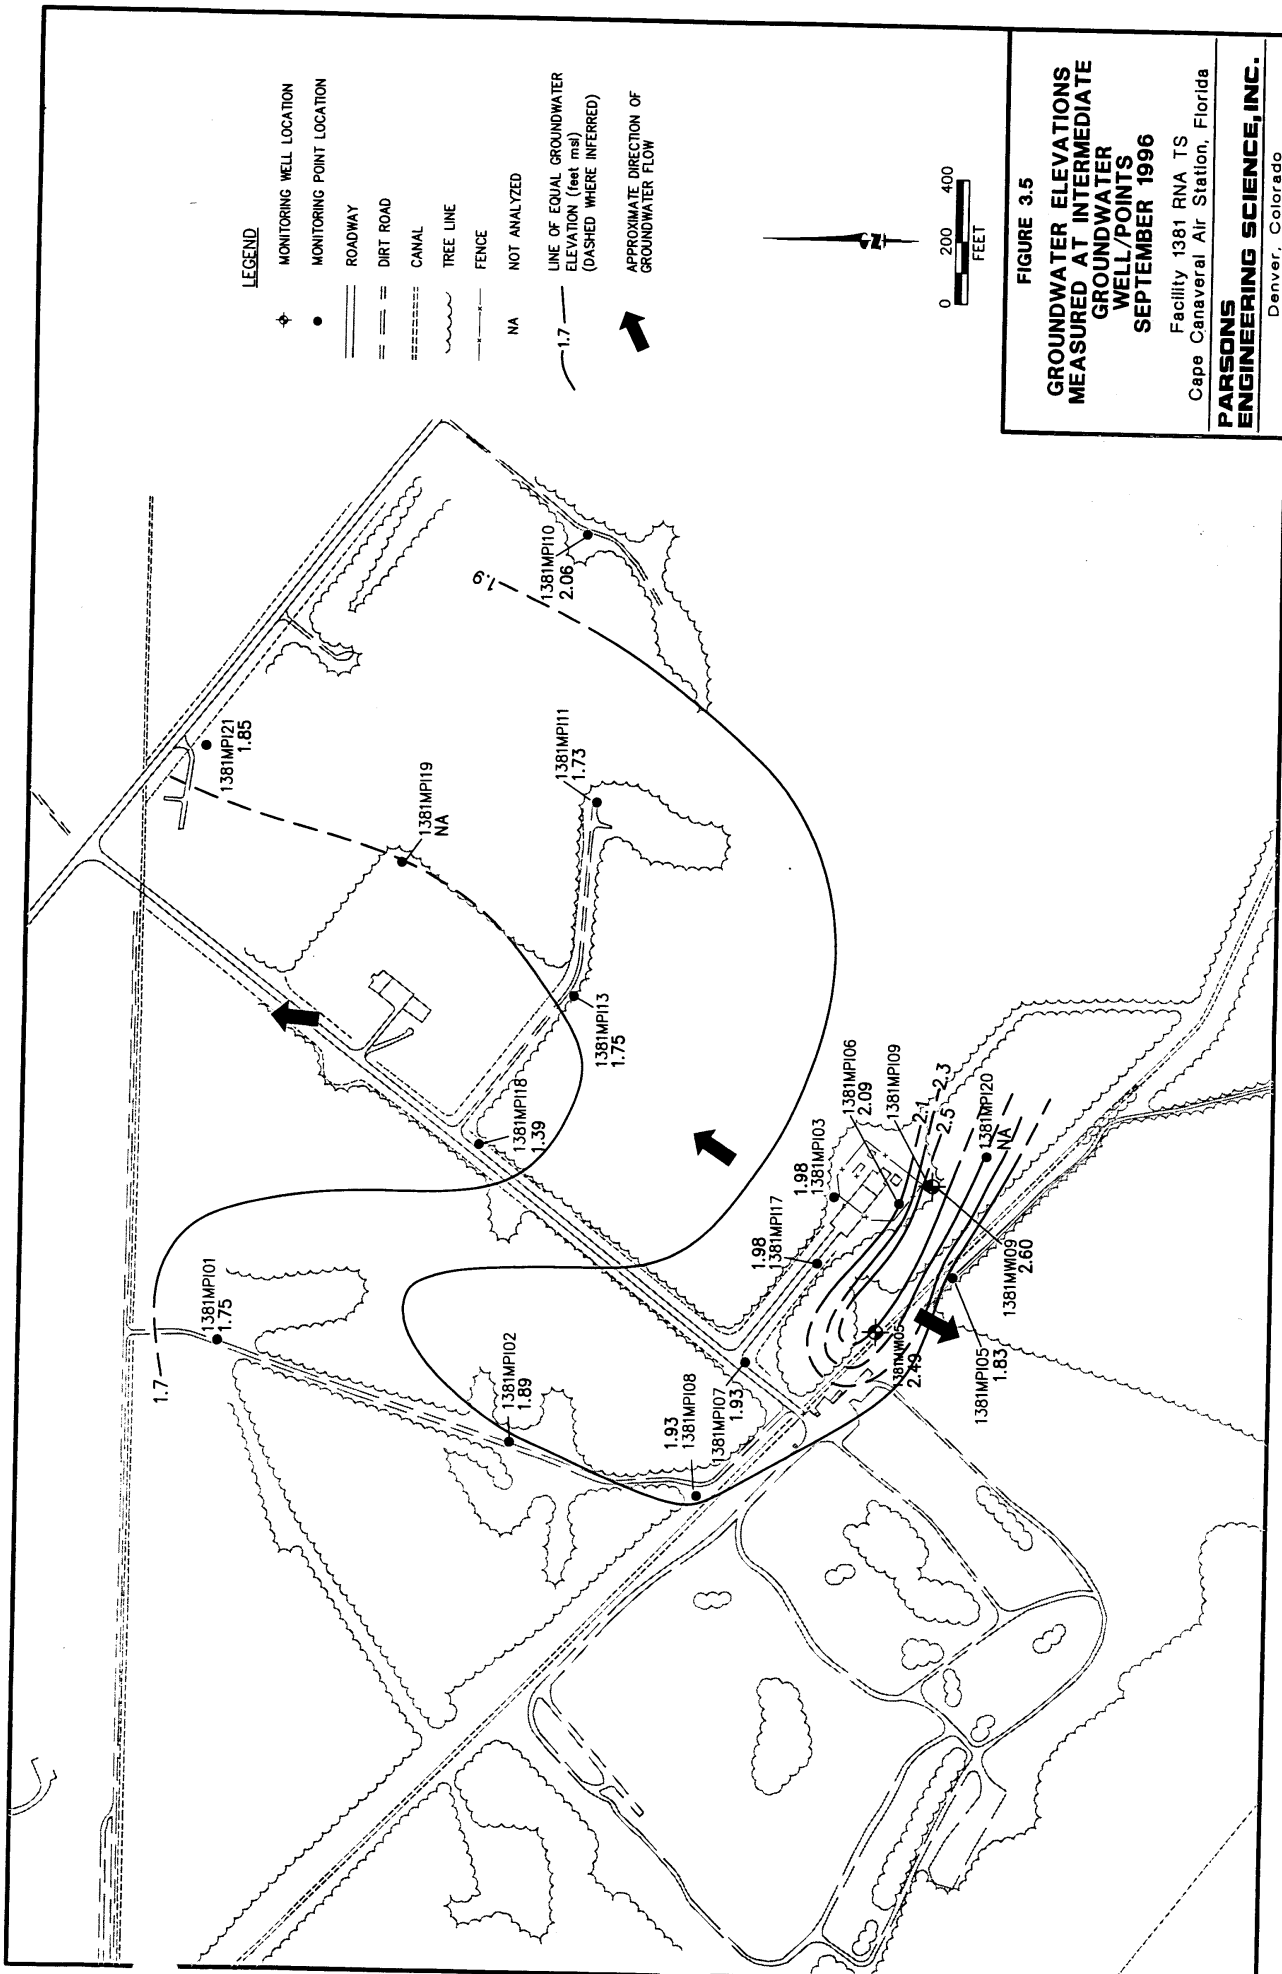 LEGEND
MONITORING WELL LOCATION
MONITORING POINT LOCATION
ROADWAY
DIRT ROAD
CANAL
TREE LINE
FENCE
NA NOT ANALYZED
1.7 LINE OF EQUAL GROUNDWATER
ELEVATION (feet msl)
(DASHED WHERE INFERRED)
APPROXIMATE DIRECTION OF
GROUNDWATER FLOW
N
0 200 400
FEET
FIGURE 3.5
GROUNDWATER ELEVATIONS
MEASURED AT INTERMEDIATE
GROUNDWATER
WELL/POINTS
SEPTEMBER 1996
Facility 1381 RNA TS
Cape Canaveral Air Station, Florida
PARSONS
ENGINEERING SCIENCE, INC.
Denver, Colorado
1.7
1381MPI01
1.75
1381MPI02
1.89
1.93
1381MPI08
1381MPI07
1.93
1381MPI18
1.39
1381MPI13
1.75
1381MPI19
NA
1381MPI21
1.85
1381MPI11
1.73
1381MPI10
2.06
1.9
1.98
1381MPI17
1.98
1381MPI03
1381MPI06
2.09
1381MPI09
2.1
2.3
2.5
1381MPI20
NA
1381MWI09
2.60
1381MWI05
2.49
1381MPI05
1.83